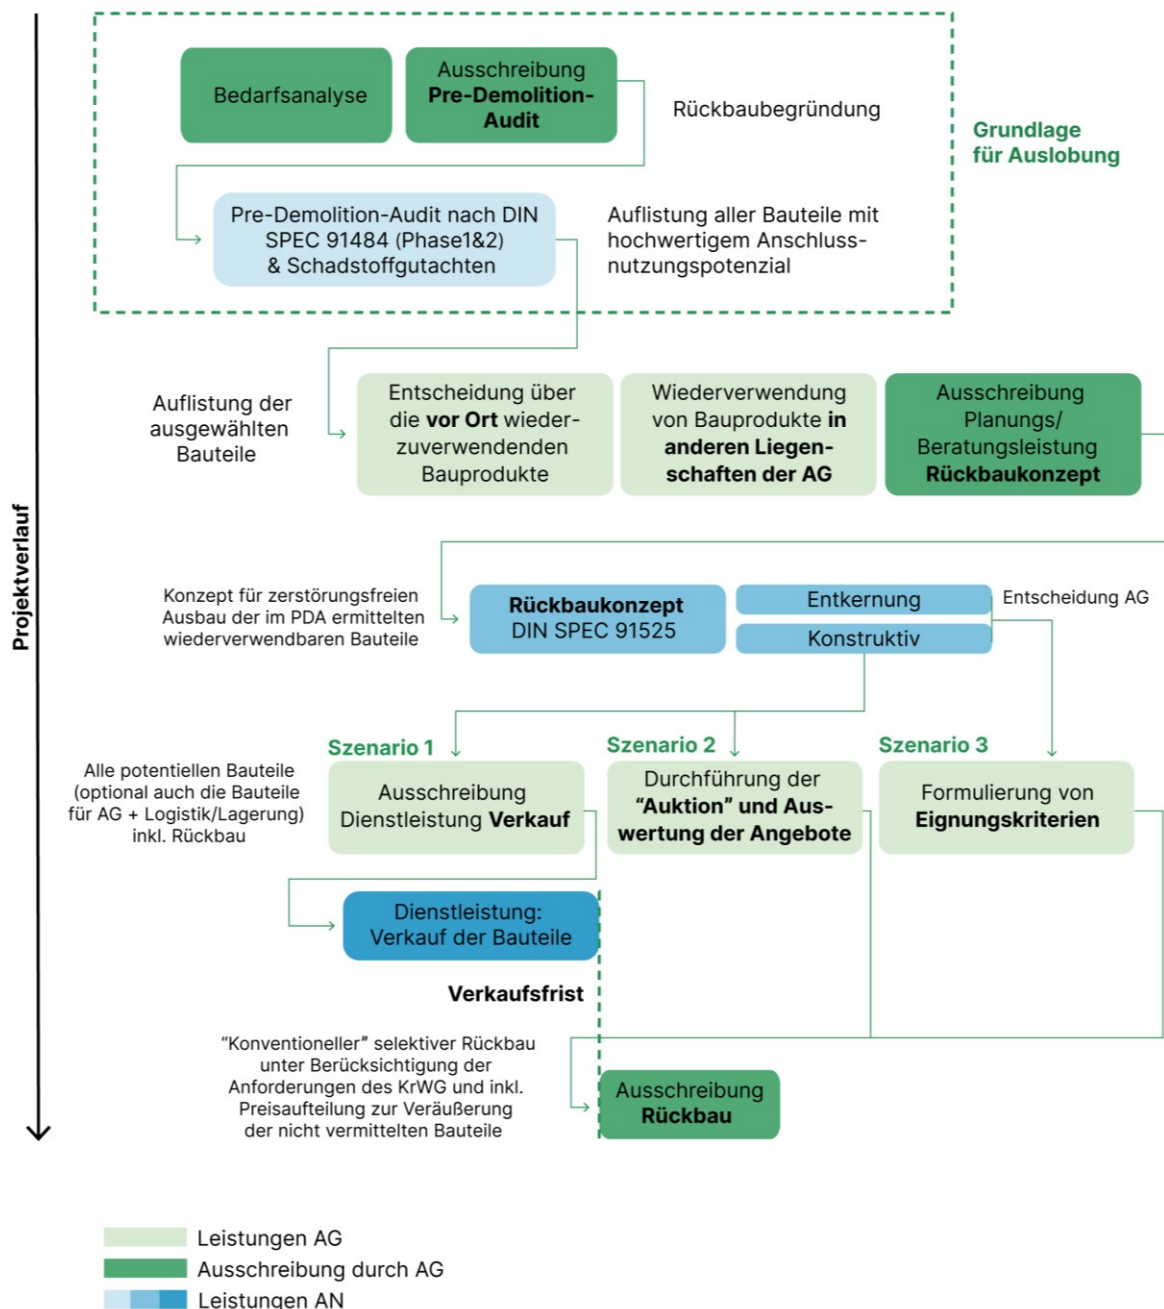 Bedarfsanalyse
Ausschreibung
Pre-Demolition-
Audit
Rückbaubegründung
Grundlage
für Auslobung
Pre-Demolition-Audit nach DIN
SPEC 91484 (Phase1&2)
& Schadstoffgutachten
Auflistung aller Bauteile mit
hochwertigem Anschluss-
nutzungspotenzial
Auflistung der
ausgewählten
Bauteile
Entscheidung über
die vor Ort wieder-
zuverwendenden
Bauprodukte
Wiederverwendung
von Bauprodukte in
anderen Liegen-
schaften der AG
Ausschreibung
Planungs/
Beratungsleistung
Rückbaukonzept
Projektverlauf
Konzept für zerstörungsfreien
Ausbau der im PDA ermittelten
wiederverwendbaren Bauteile
Rückbaukonzept
DIN SPEC 91525
Entkernung
Konstruktiv
Entscheidung AG
Szenario 1
Szenario 2
Szenario 3
Alle potentiellen Bauteile
(optional auch die Bauteile
für AG + Logistik/Lagerung)
inkl. Rückbau
Ausschreibung
Dienstleistung Verkauf
Durchführung der
“Auktion” und Aus-
wertung der Angebote
Formulierung von
Eignungskriterien
Dienstleistung:
Verkauf der Bauteile
Verkaufsfrist
“Konventioneller” selektiver Rückbau
unter Berücksichtigung der
Anforderungen des KrWG und inkl.
Preisaufteilung zur Veräußerung
der nicht vermittelten Bauteile
Ausschreibung
Rückbau
Leistungen AG
Ausschreibung durch AG
Leistungen AN